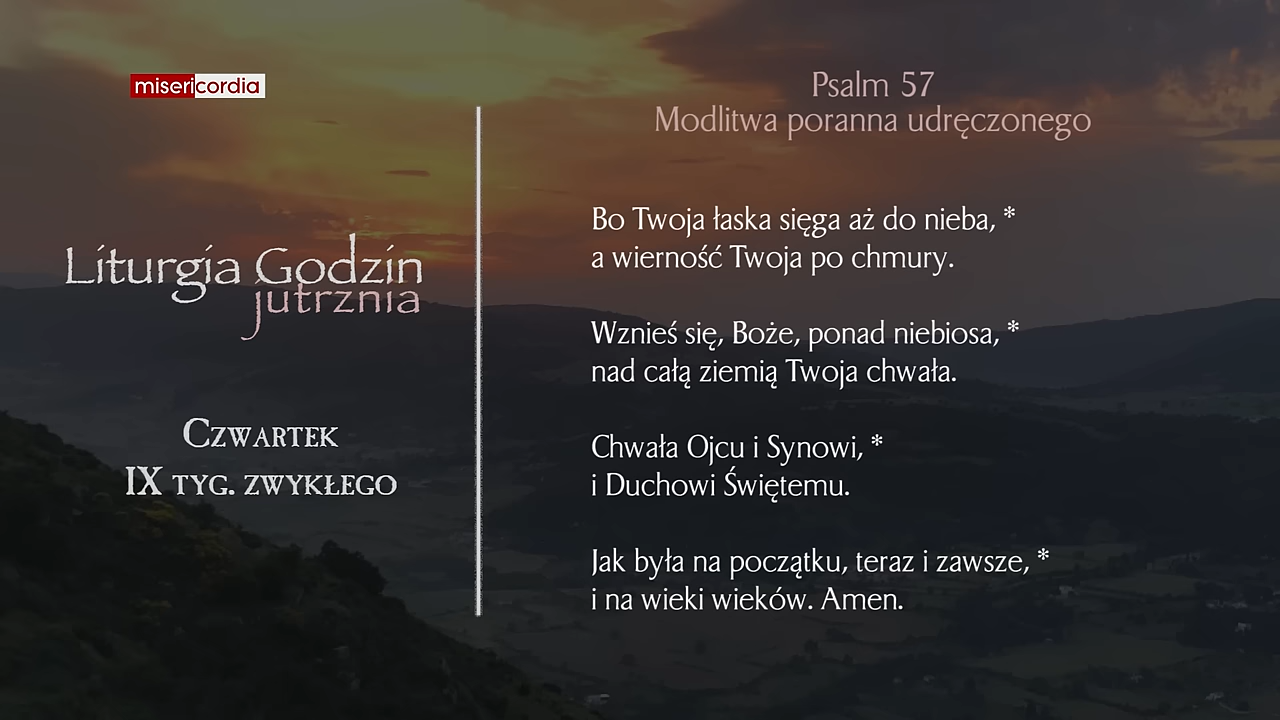 misericordia
Liturgia Godzin
jutrznia
Czwartek
IX tyg. zwykłego
Psalm 57
Modlitwa poranna udręczonego
Bo Twoja łaska sięga aż do nieba, *
a wierność Twoja po chmury.
Wznieś się, Boże, ponad niebiosa, *
nad całą ziemią Twoja chwała.
Chwała Ojcu i Synowi, *
i Duchowi Świętemu.
Jak była na początku, teraz i zawsze, *
i na wieki wieków. Amen.